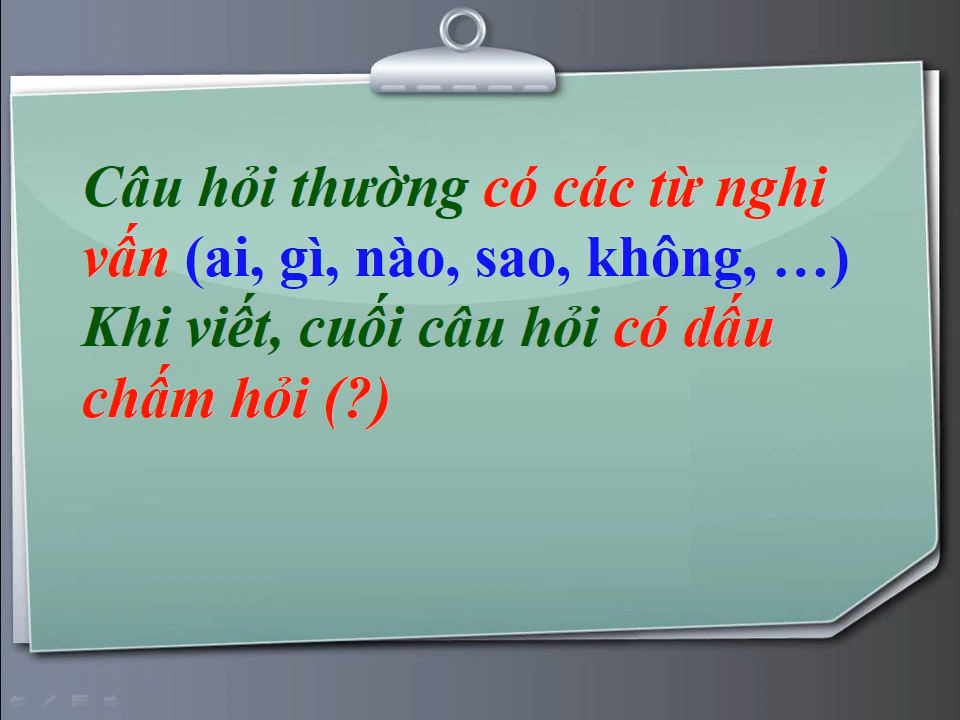 Câu hỏi thường có các từ nghi
vấn (ai, gì, nào, sao, không, …)
Khi viết, cuối câu hỏi có dấu
chấm hỏi (?)